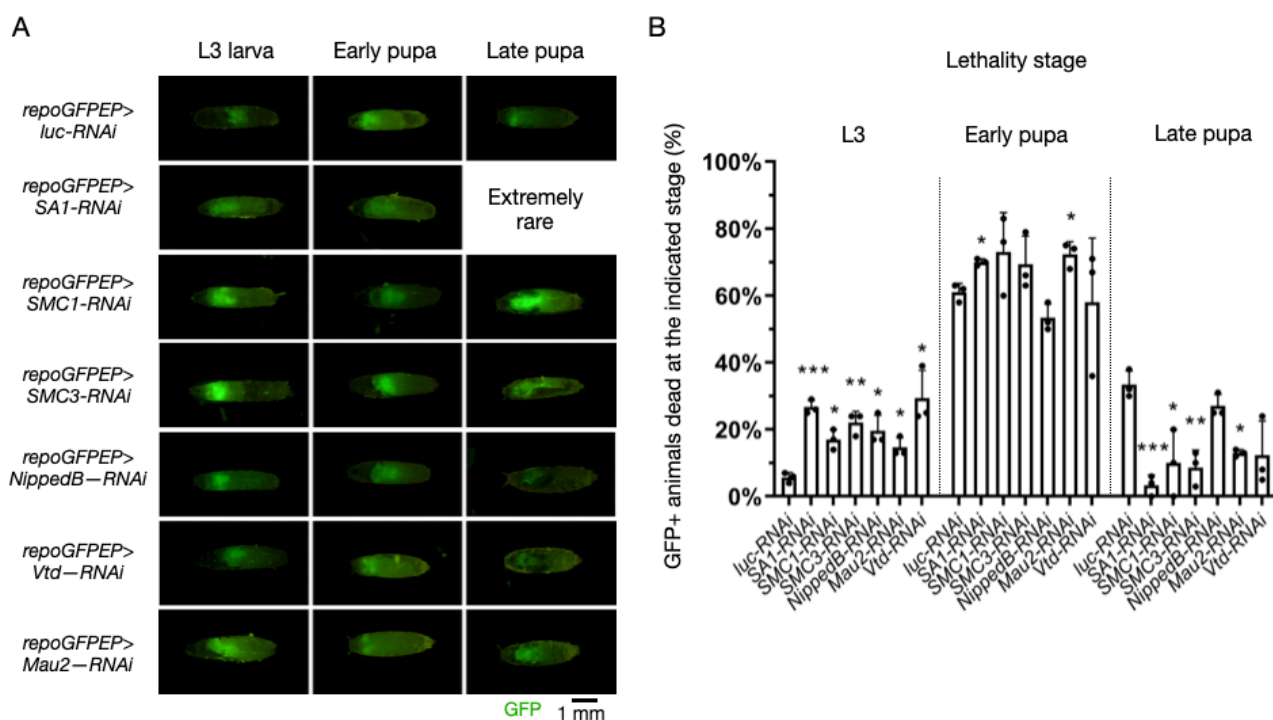 A
L3 larva
Early pupa
Late pupa
repoGFPEP>
luc-RNAi
repoGFPEP>
SA1-RNAi
Extremely
rare
repoGFPEP>
SMC1-RNAi
repoGFPEP>
SMC3-RNAi
repoGFPEP>
NippedB—RNAi
repoGFPEP>
Vtd—RNAi
repoGFPEP>
Mau2—RNAi
GFP
1 mm
B
Lethality stage
L3
Early pupa
Late pupa
GFP+ animals dead at the indicated stage (%)
100%
80%
60%
40%
20%
0%
***
*
**
*
*
*
*
*
***
*
**
*
luc-RNAi
SA1-RNAi
SMC1-RNAi
SMC3-RNAi
NippedB-RNAi
Mau2-RNAi
Vtd-RNAi
luc-RNAi
SA1-RNAi
SMC1-RNAi
SMC3-RNAi
NippedB-RNAi
Mau2-RNAi
Vtd-RNAi
luc-RNAi
SA1-RNAi
SMC1-RNAi
SMC3-RNAi
NippedB-RNAi
Mau2-RNAi
Vtd-RNAi